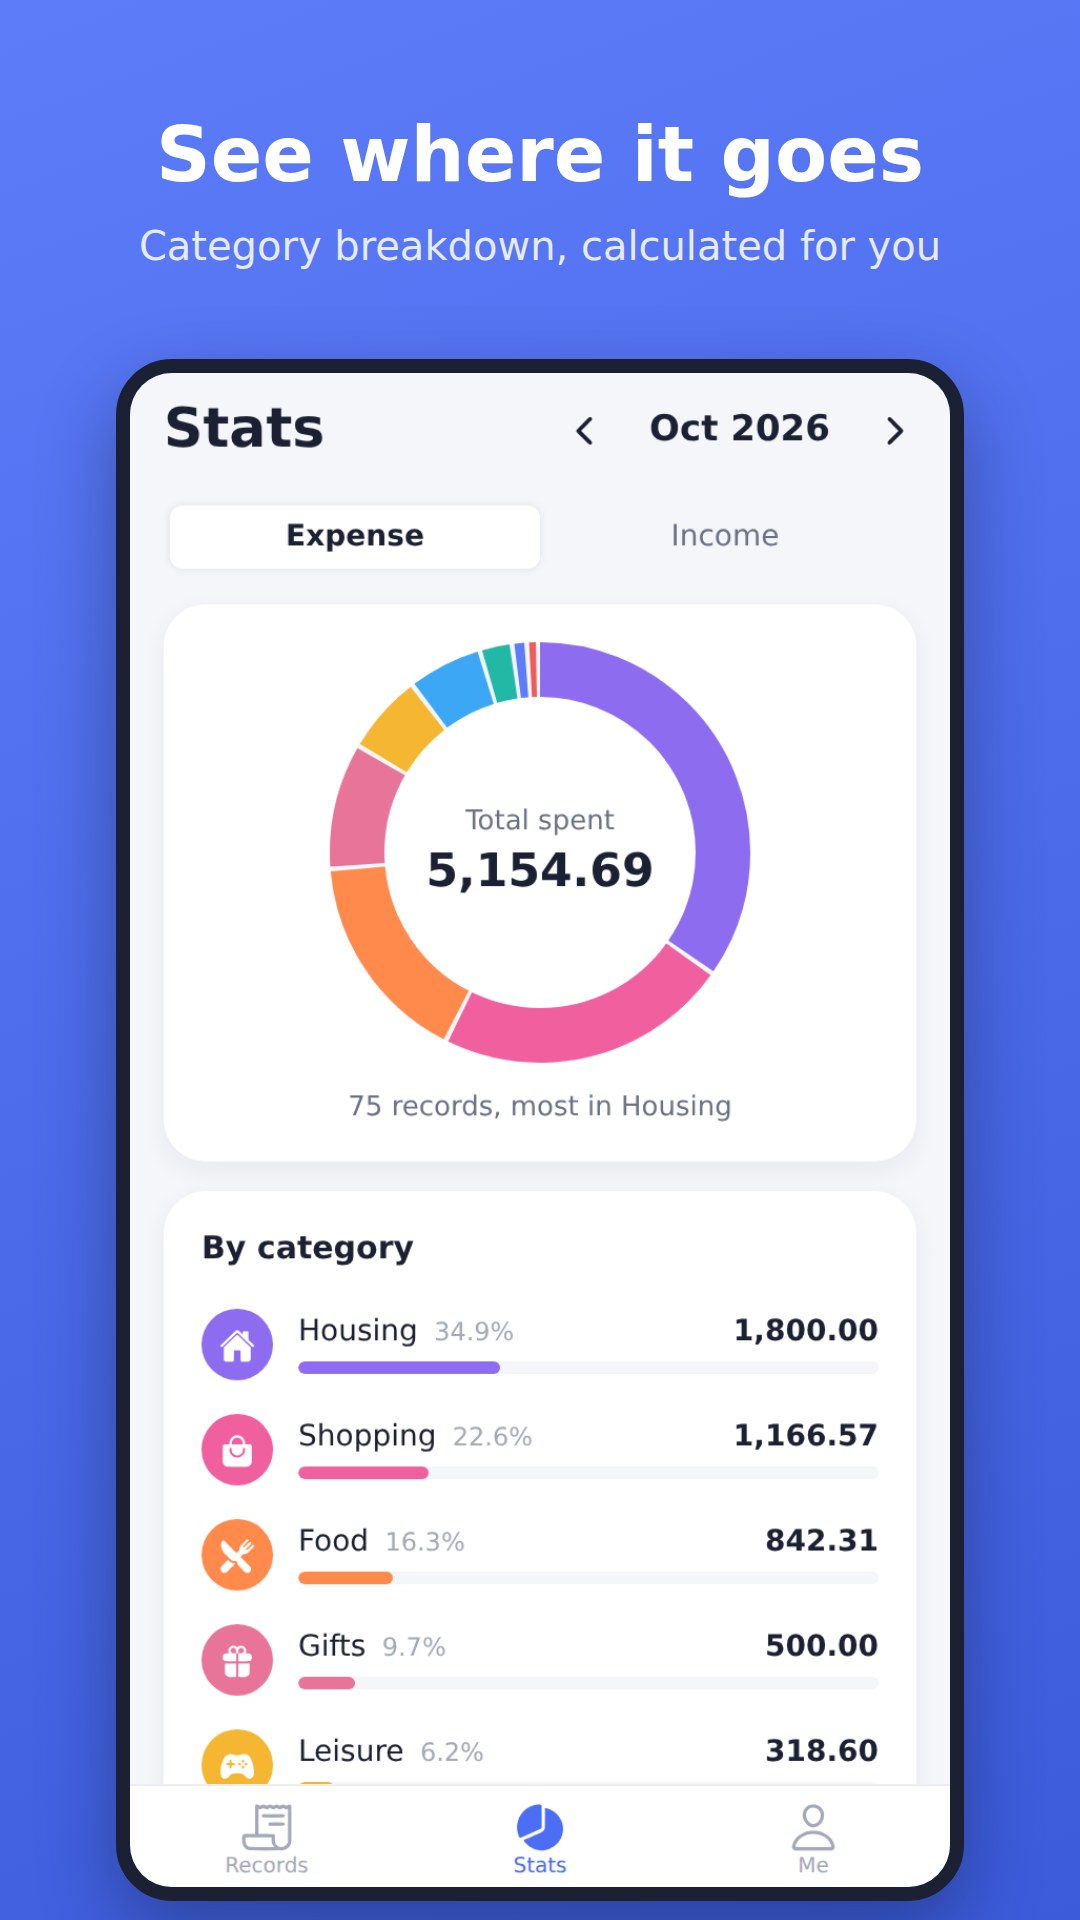 See where it goes
Category breakdown, calculated for you
Stats
Oct 2026
Expense
Income
Total spent
5,154.69
75 records, most in Housing
By category
Housing 34.9% 1,800.00
Shopping 22.6% 1,166.57
Food 16.3% 842.31
Gifts 9.7% 500.00
Leisure 6.2% 318.60
Records
Stats
Me